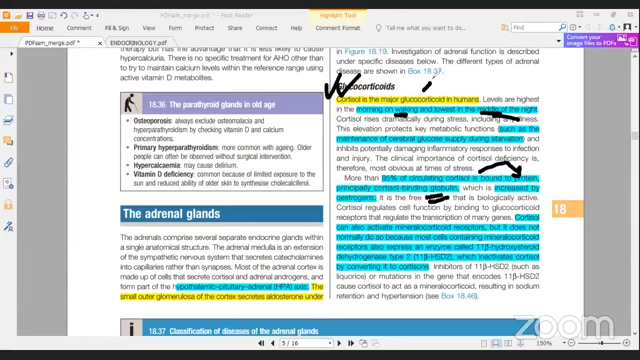 PDFsam_merge.pdf * - Foxit Reader
Highlight Tool
File Home Comment View Form Protect Share Help Comment Format Tell me what you want to do...
PDFsam_merge.pdf *
ENDOCRINOLOGY.pdf
Convert your image files to PDF
therapy but has the advantage that it is less likely to cause
hypercalciuria. There is no specific treatment for AHO other than
to try to maintain calcium levels within the reference range using
active vitamin D metabolites.
18.36 The parathyroid glands in old age
• Osteoporosis: always exclude osteomalacia and
hyperparathyroidism by checking vitamin D and calcium
concentrations.
• Primary hyperparathyroidism: more common with ageing.
Older people can often be observed without surgical intervention.
• Hypercalcaemia: may cause delirium.
• Vitamin D deficiency: common because of limited exposure to
the sun and reduced ability of older skin to synthesise cholecalciferol.
The adrenal glands
The adrenals comprise several separate endocrine glands within
a single anatomical structure. The adrenal medulla is an extension
of the sympathetic nervous system that secretes catecholamines
into capillaries rather than synapses. Most of the adrenal cortex
is made up of cells that secrete cortisol and adrenal androgens, and
form part of the hypothalamic–pituitary–adrenal (HPA) axis. The
small outer glomerulosa of the cortex secretes aldosterone under
in Figure 18.19. Investigation of adrenal function is described
under specific diseases below. The different types of adrenal
disease are shown in Box 18.37.
Glucocorticoids
Cortisol is the major glucocorticoid in humans. Levels are highest
in the morning on waking and lowest in the middle of the night.
Cortisol rises dramatically during stress, including any illness.
This elevation protects key metabolic functions (such as
the maintenance of cerebral glucose supply during starvation)
and inhibits potentially damaging inflammatory responses to infection
and injury. The clinical importance of cortisol deficiency is,
therefore, most obvious at times of stress.
More than 95% of circulating cortisol is bound to protein,
principally cortisol-binding globulin, which is increased by
oestrogens. It is the free that is biologically active.
Cortisol regulates cell function by binding to glucocorticoid
receptors that regulate the transcription of many genes. Cortisol
can also activate mineralocorticoid receptors, but it does not
normally do so because most cells containing mineralocorticoid
receptors also express an enzyme called 11β-hydroxysteroid
dehydrogenase type 2 (11β-HSD2), which inactivates cortisol
by converting it to cortisone. Inhibitors of 11β-HSD2 (such
as liquorice) or mutations in the gene that encodes 11β-HSD2
cause cortisol to act as a mineralocorticoid, resulting in sodium
retention and hypertension (see Box 18.46).
18
i 18.37 Classification of diseases of the adrenal glands
5 / 16
150%
zoom